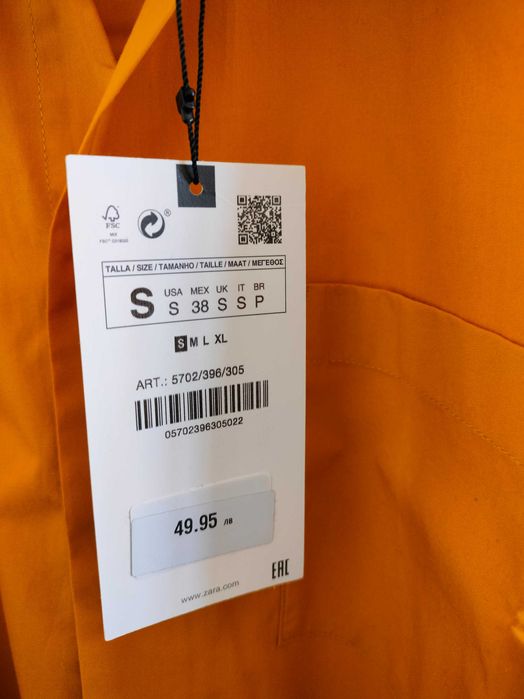 FSC
MIX
®
TALLA / SIZE / TAMANHO / TAILLE / MAAT / ΜΕΓΕΘΟΣ
S
USA MEX UK IT BR
S 38 S S P
S M L XL
ART.: 5702/396/305
05702396305022
49.95 лв
EAC
www.zara.com